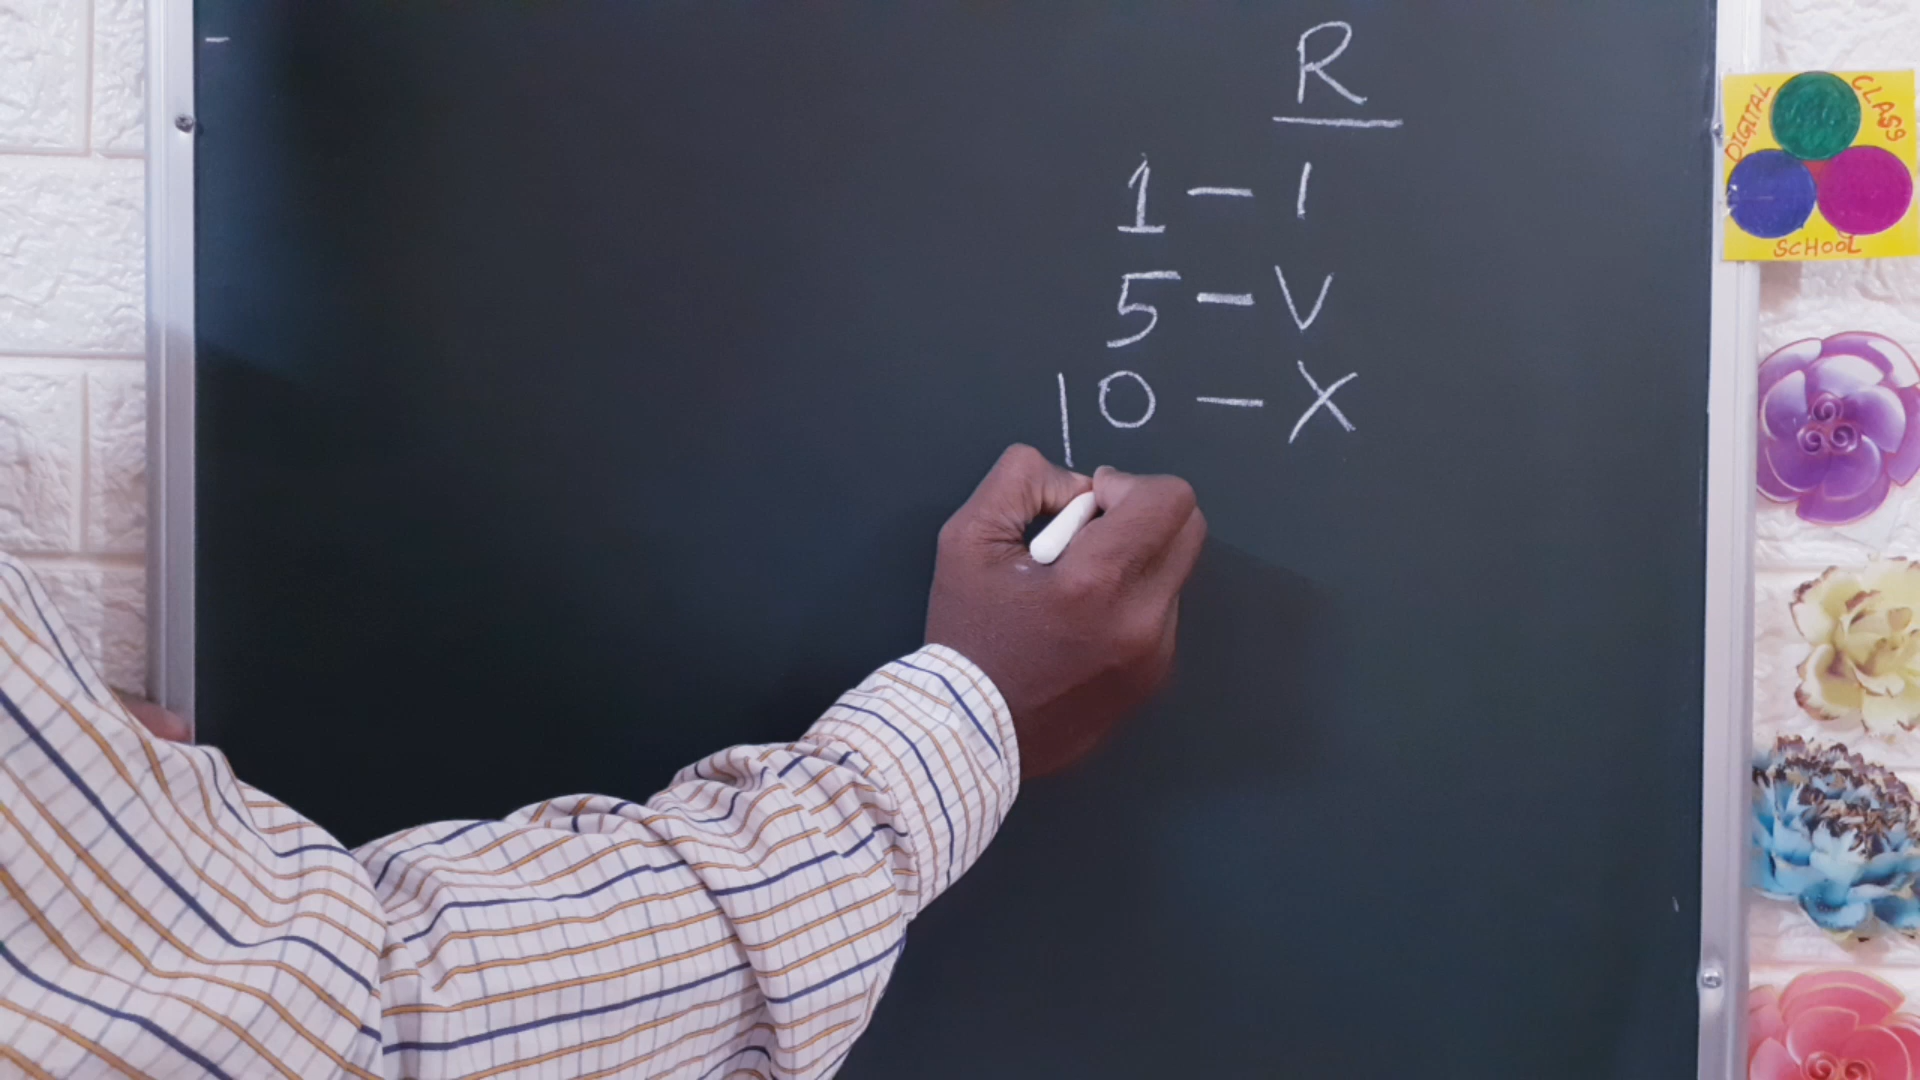 R
1 – I
5 – V
10 – X
DIGITAL CLASS
SCHOOL